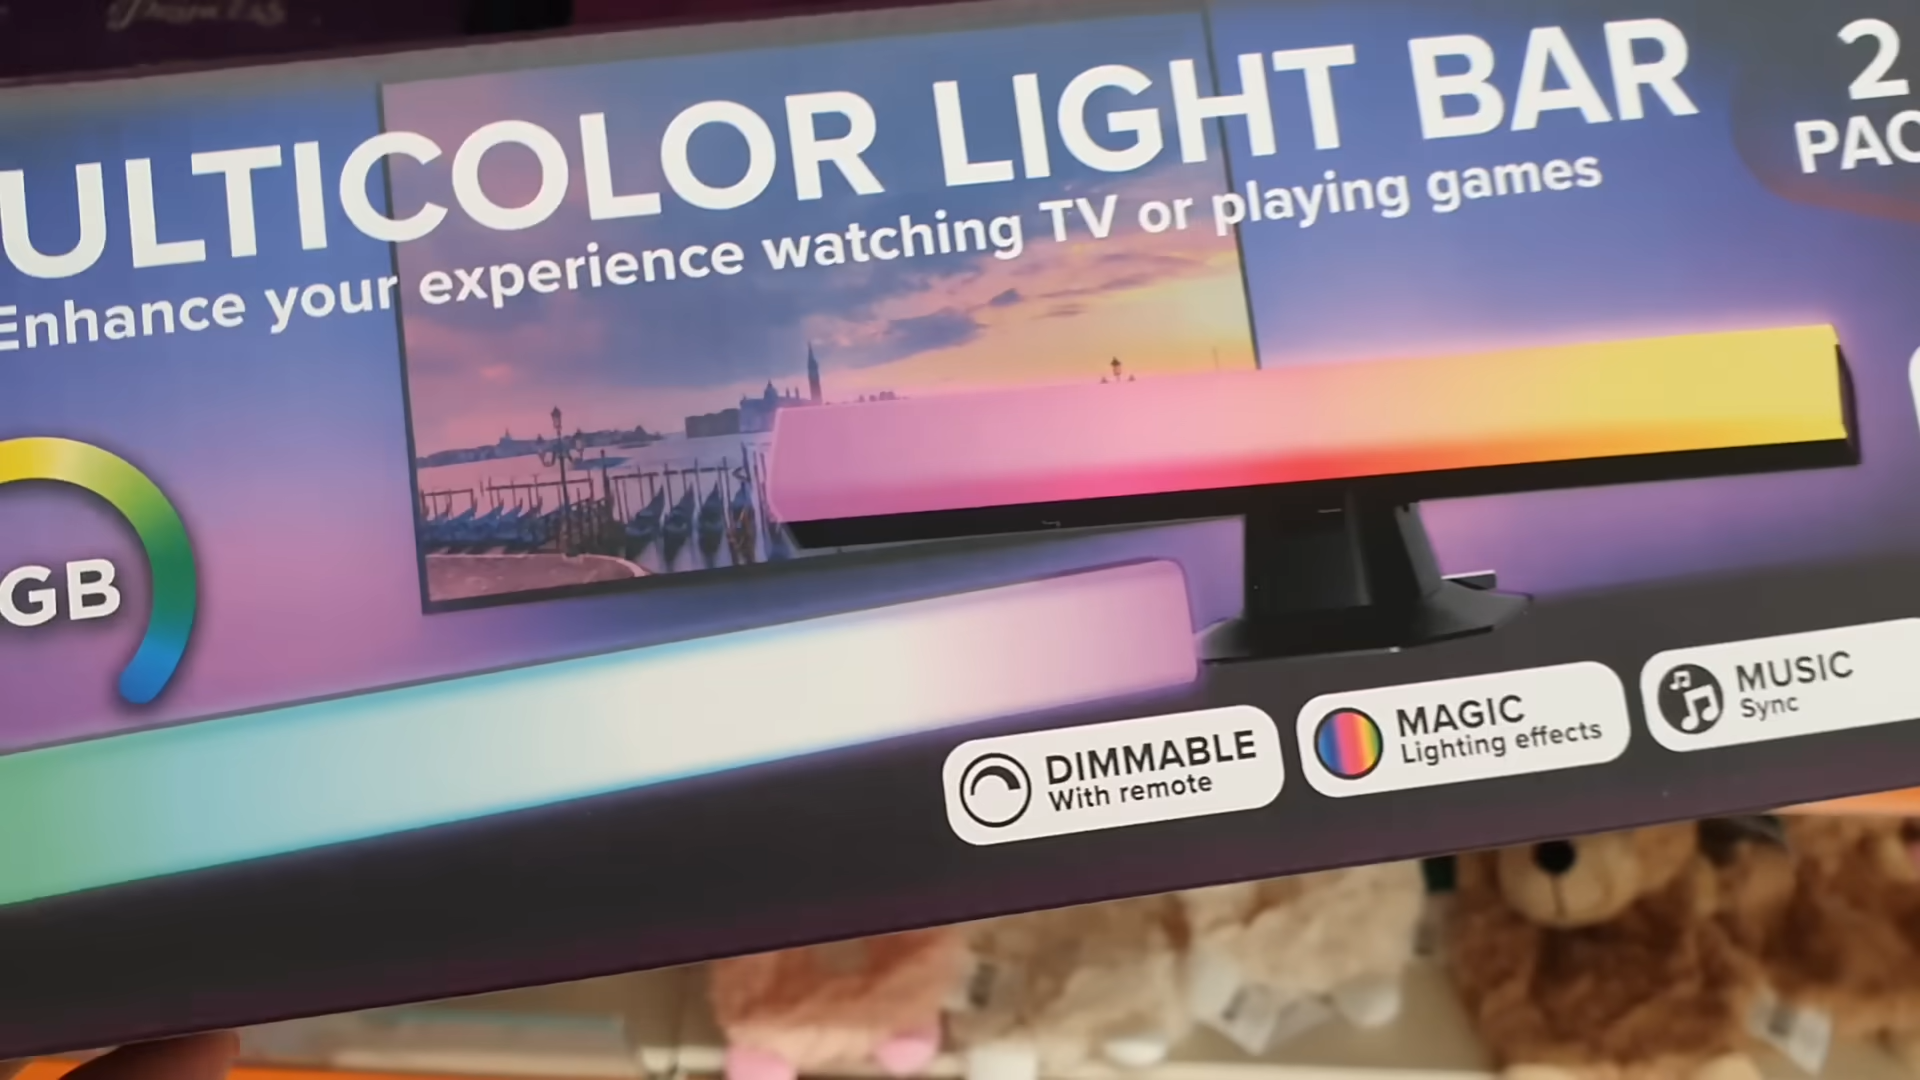 ULTICOLOR LIGHT BAR
Enhance your experience watching TV or playing games
2
PAC
GB
DIMMABLE
With remote
MAGIC
Lighting effects
MUSIC
Sync